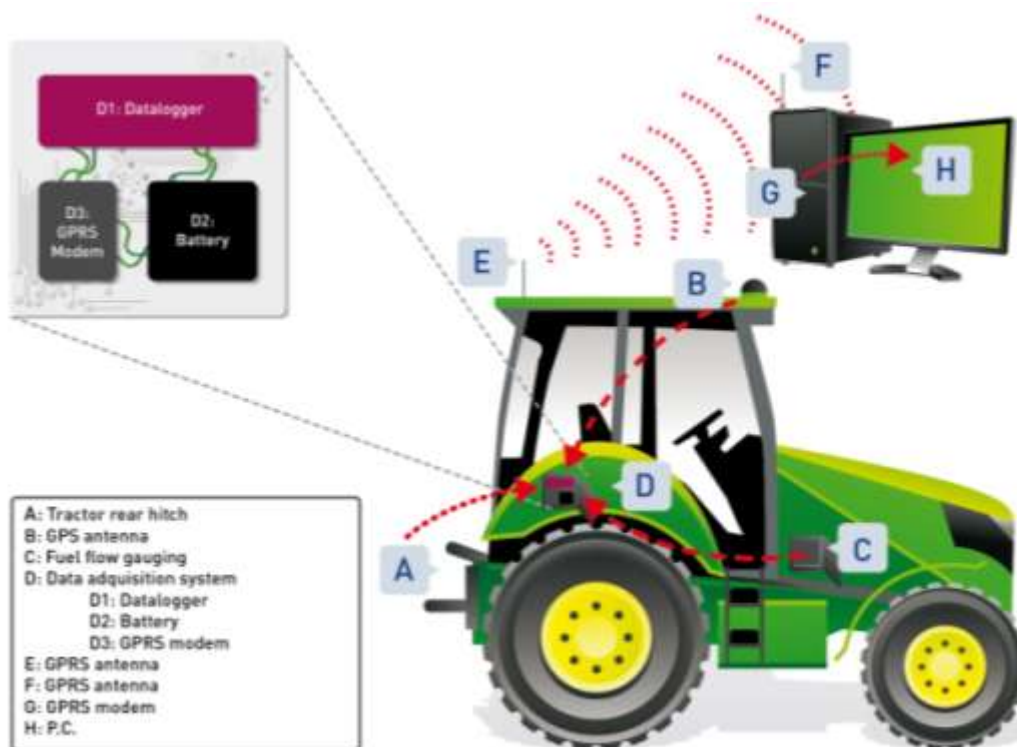 D1: Datalogger
D3:
GPRS
Modem
D2:
Battery
F
G
H
E
B
D
A
C
A: Tractor rear hitch
B: GPS antenna
C: Fuel flow gauging
D: Data adquisition system
D1: Datalogger
D2: Battery
D3: GPRS modem
E: GPRS antenna
F: GPRS antenna
G: GPRS modem
H: P.C.